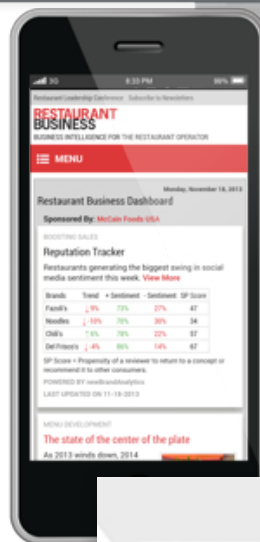 3G 8:33 PM 98%
Restaurant Leadership Conference Subscribe to Newsletters
RESTAURANT
BUSINESS
BUSINESS INTELLIGENCE FOR THE RESTAURANT OPERATOR
MENU
Monday, November 18, 2013
Restaurant Business Dashboard
Sponsored By: McCain Foods USA
BOOSTING SALES
Reputation Tracker
Restaurants generating the biggest swing in social
media sentiment this week. View More
Brands Trend + Sentiment - Sentiment SP Score
Fazoli's ↓ 9% 73% 27% 47
Noodles ↓ -10% 70% 30% 34
Chili's ↑ 6% 78% 22% 57
Del Frisco's ↓ -4% 86% 14% 67
SP Score = Propensity of a reviewer to return to a concept or
recommend it to other consumers.
POWERED BY newBrandAnalytics
LAST UPDATED ON 11-18-2013
MENU DEVELOPMENT
The state of the center of the plate
As 2013 winds down, 2014